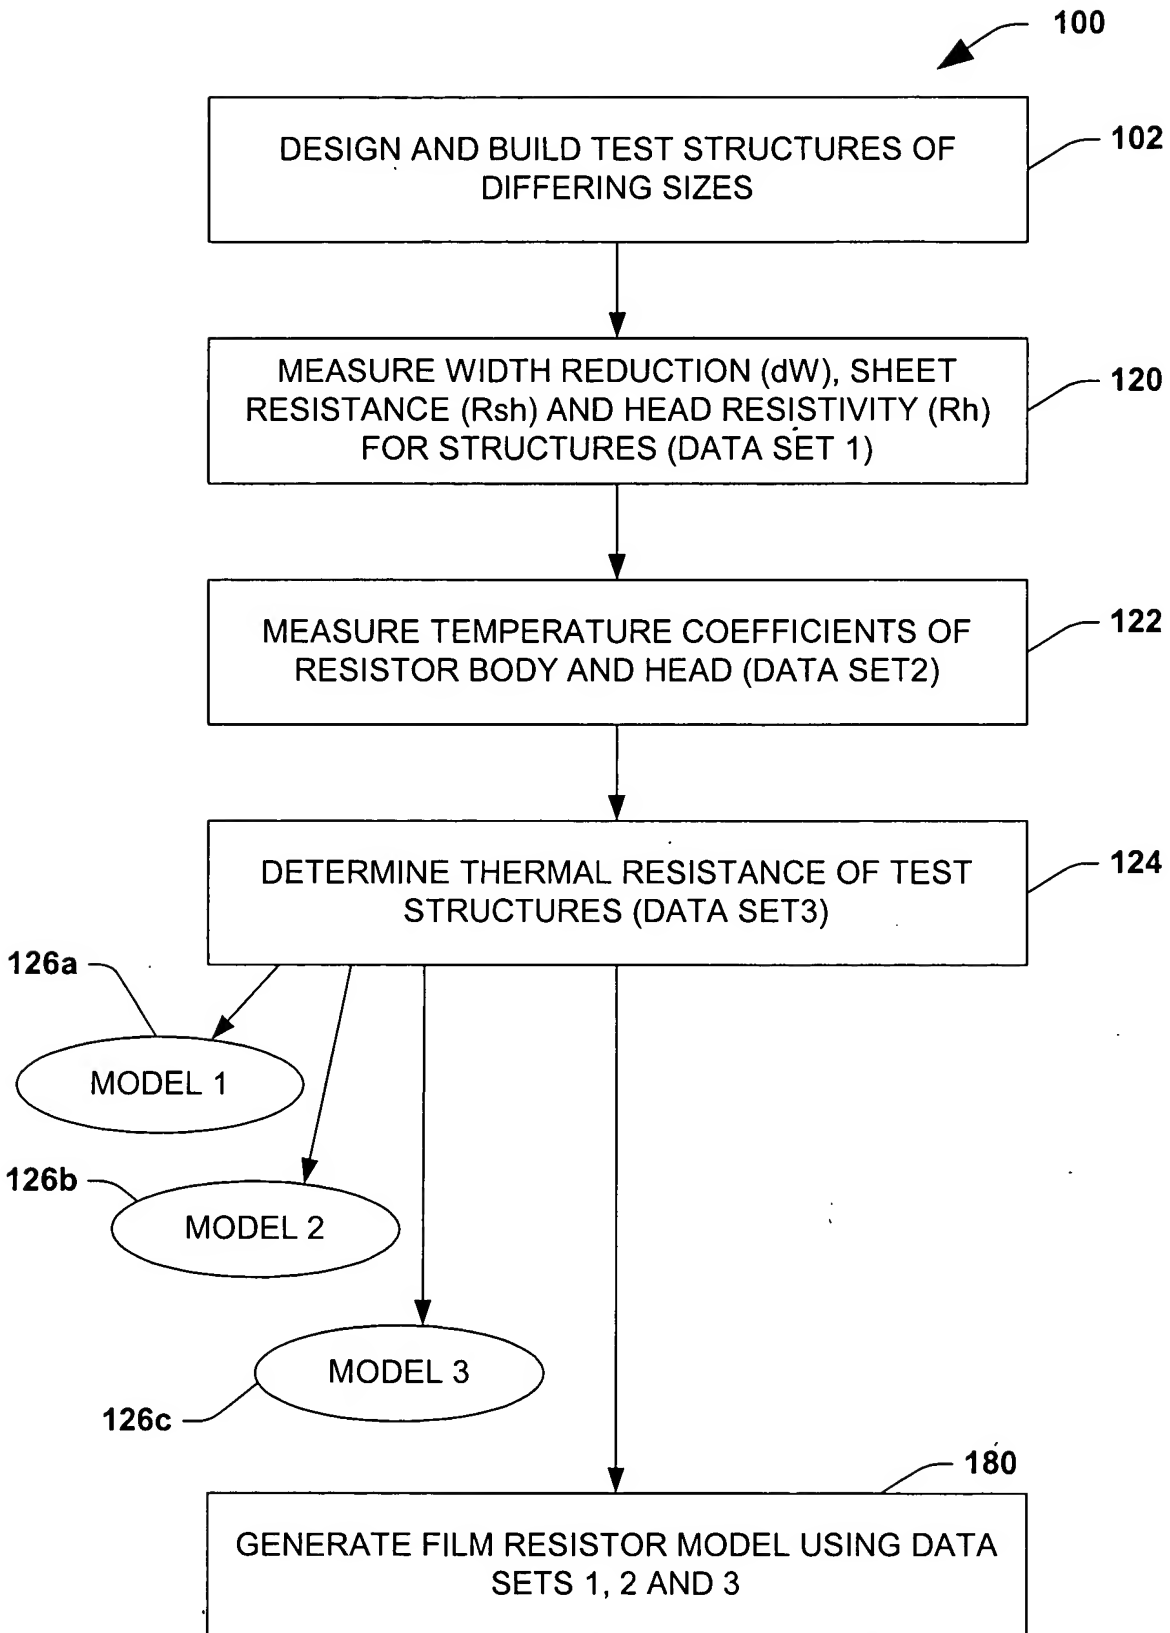 100
DESIGN AND BUILD TEST STRUCTURES OF
DIFFERING SIZES
102
MEASURE WIDTH REDUCTION (dW), SHEET
RESISTANCE (Rsh) AND HEAD RESISTIVITY (Rh)
FOR STRUCTURES (DATA SET 1)
120
MEASURE TEMPERATURE COEFFICIENTS OF
RESISTOR BODY AND HEAD (DATA SET2)
122
DETERMINE THERMAL RESISTANCE OF TEST
STRUCTURES (DATA SET3)
124
126a
MODEL 1
126b
MODEL 2
MODEL 3
126c
180
GENERATE FILM RESISTOR MODEL USING DATA
SETS 1, 2 AND 3